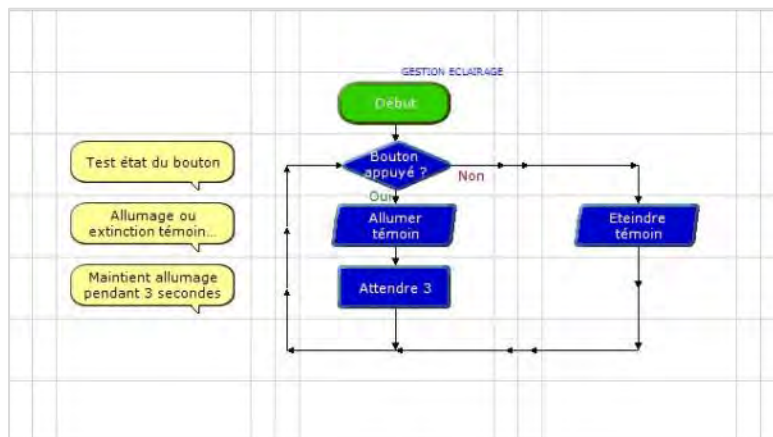 GESTION ECLAIRAGE
Début
Test état du bouton
Bouton
appuyé ?
Non
Oui
Allumage ou
extinction témoin...
Allumer
témoin
Eteindre
témoin
Maintient allumage
pendant 3 secondes
Attendre 3